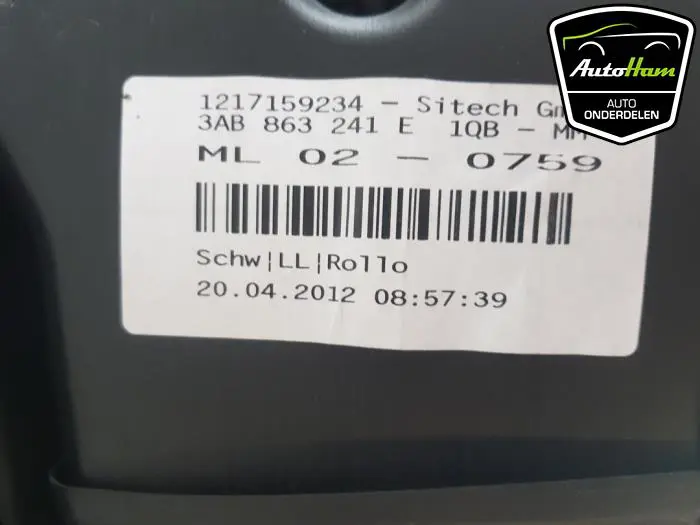 1217159234 - Sitech
3AB 863 241 E 1QB -
ML 02 - 0759
Schw|LL|Rollo
20.04.2012 08:57:39
AutoHam
AUTO
ONDERDELEN